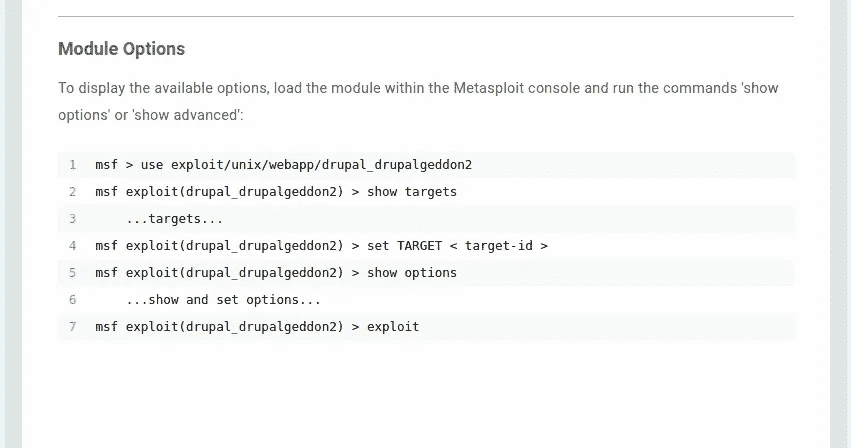 Module Options
To display the available options, load the module within the Metasploit console and run the commands 'show
options' or 'show advanced':
1 msf > use exploit/unix/webapp/drupal_drupalgeddon2
2 msf exploit(drupal_drupalgeddon2) > show targets
3 ...targets...
4 msf exploit(drupal_drupalgeddon2) > set TARGET < target-id >
5 msf exploit(drupal_drupalgeddon2) > show options
6 ...show and set options...
7 msf exploit(drupal_drupalgeddon2) > exploit